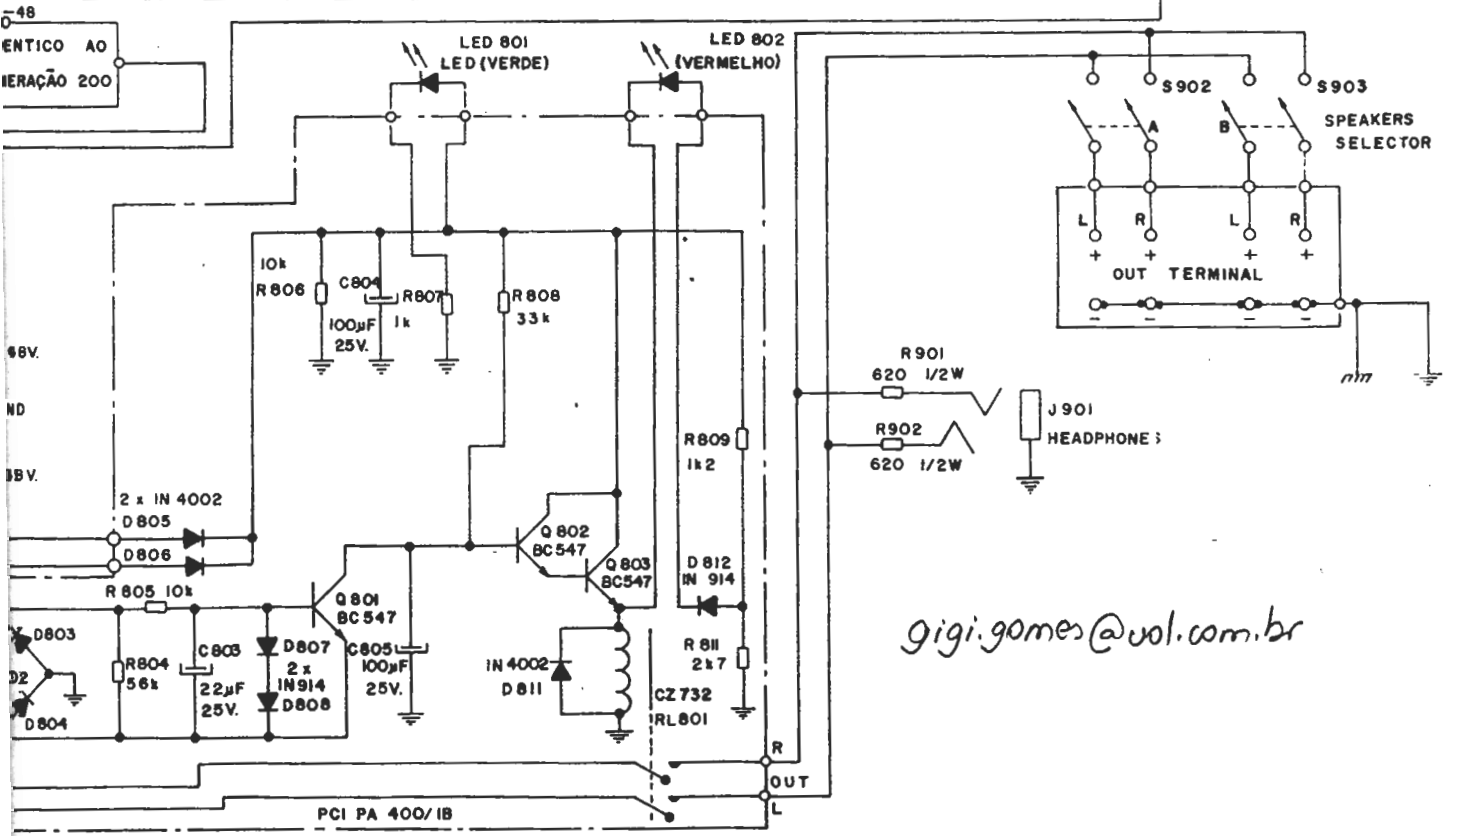 -48
ENTICO AO
NERAÇÃO 200
LED 801
LED (VERDE)
LED 802
(VERMELHO)
S902
S903
A
B
SPEAKERS
SELECTOR
L R L R
+ + + +
OUT TERMINAL
- - - -
10k
R806
C804
100µF
25V.
R807
1k
R808
33k
68V.
ND
R901
620 1/2W
R902
620 1/2W
J901
HEADPHONES
R809
1k2
2 x IN 4002
D805
D806
R805 10k
Q801
BC547
Q802
BC547
Q803
BC547
D812
IN 914
D803
D2
D804
R804
56k
C803
22µF
25V.
D807
2 x
IN914
D808
C805
100µF
25V.
IN 4002
D811
R811
2k7
CZ732
RL801
gigi.gomes@uol.com.br
R
OUT
L
PCI PA 400/1B